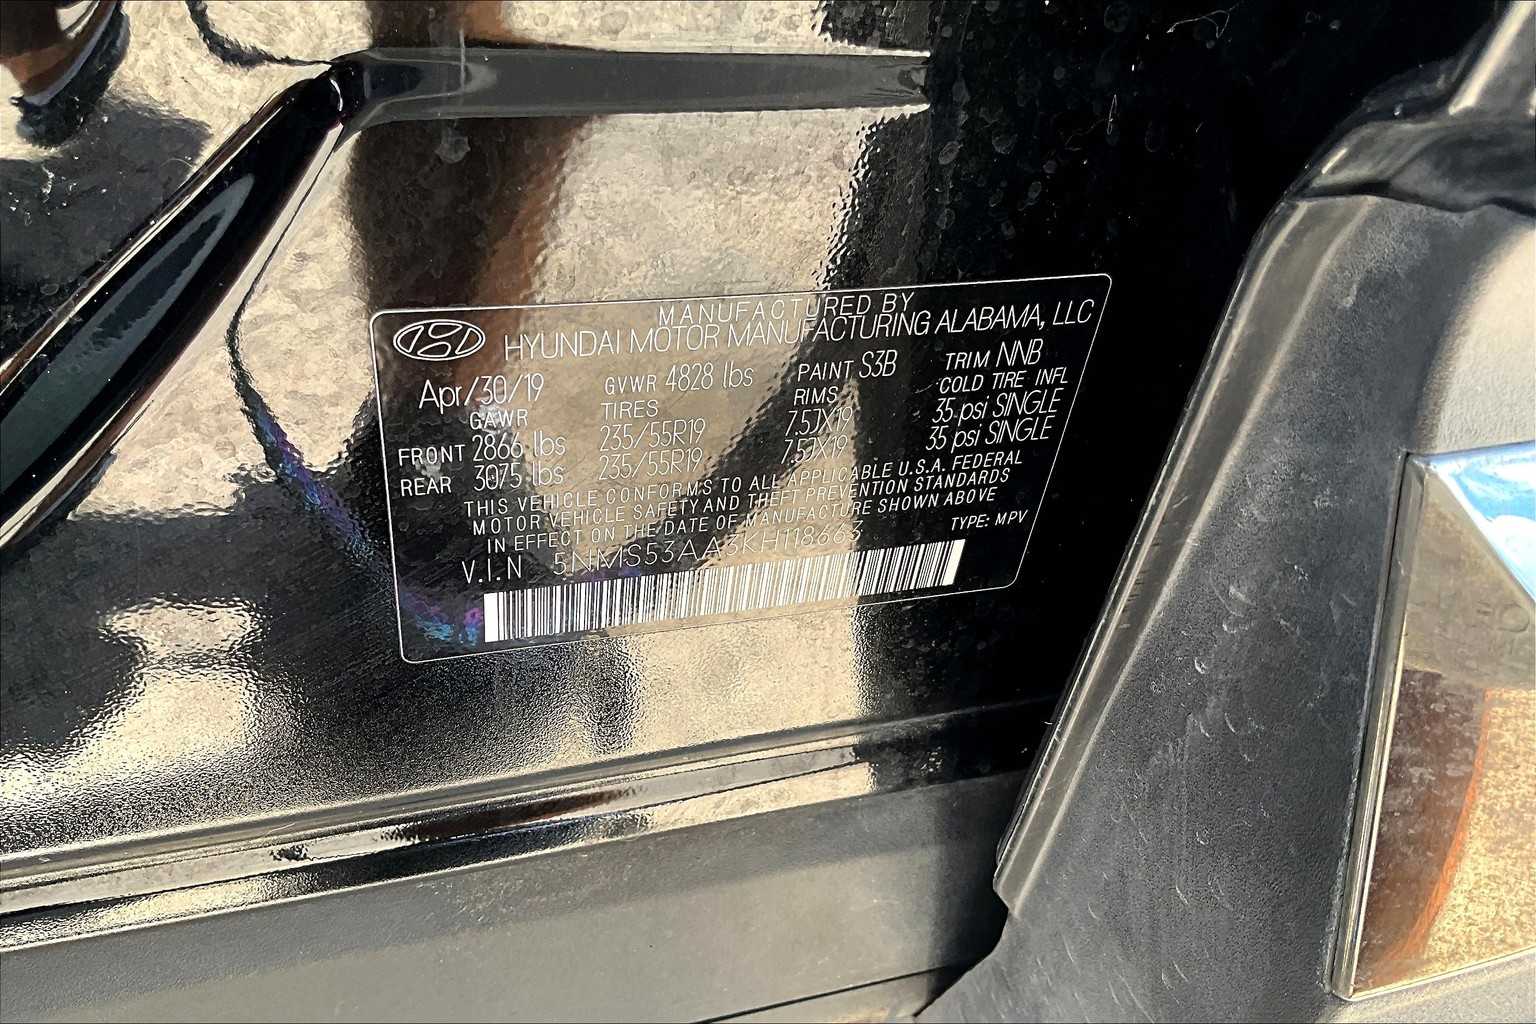 MANUFACTURED BY
HYUNDAI MOTOR MANUFACTURING ALABAMA, LLC
Apr/30/19 GVWR 4828 lbs PAINT S3B TRIM NNB
GAWR TIRES RIMS COLD TIRE INFL
FRONT 2866 lbs 235/55R19 7.5JX19 35 psi SINGLE
REAR 3075 lbs 235/55R19 7.5JX19 35 psi SINGLE
THIS VEHICLE CONFORMS TO ALL APPLICABLE U.S.A. FEDERAL
MOTOR VEHICLE SAFETY AND THEFT PREVENTION STANDARDS
IN EFFECT ON THE DATE OF MANUFACTURE SHOWN ABOVE
V.I.N 5NMS53AA3KH118663 TYPE: MPV